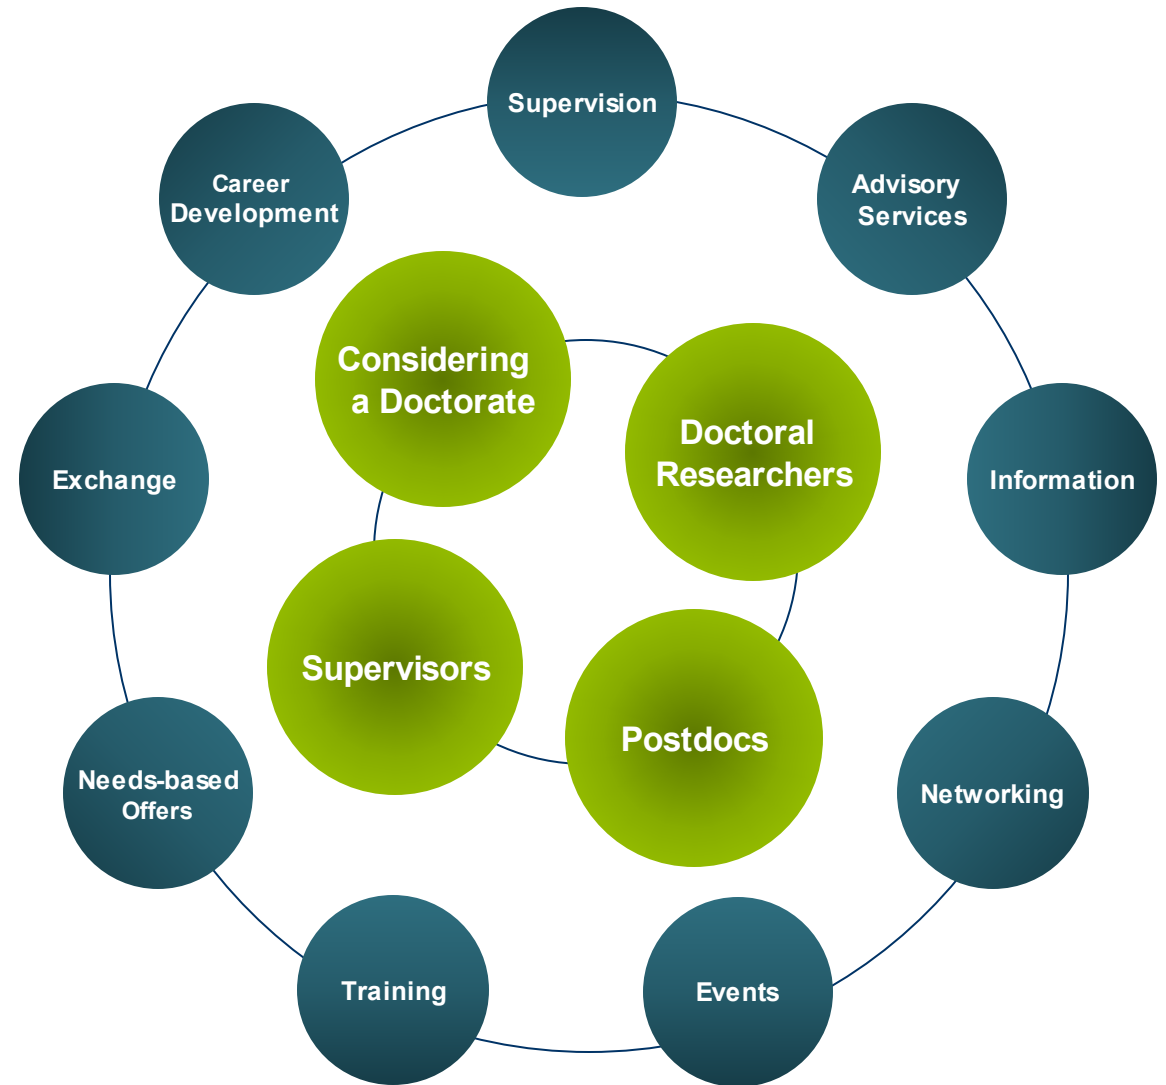 Supervision
Career
Development
Advisory
Services
Considering
a Doctorate
Doctoral
Researchers
Exchange
Information
Supervisors
Postdocs
Needs-based
Offers
Networking
Training
Events